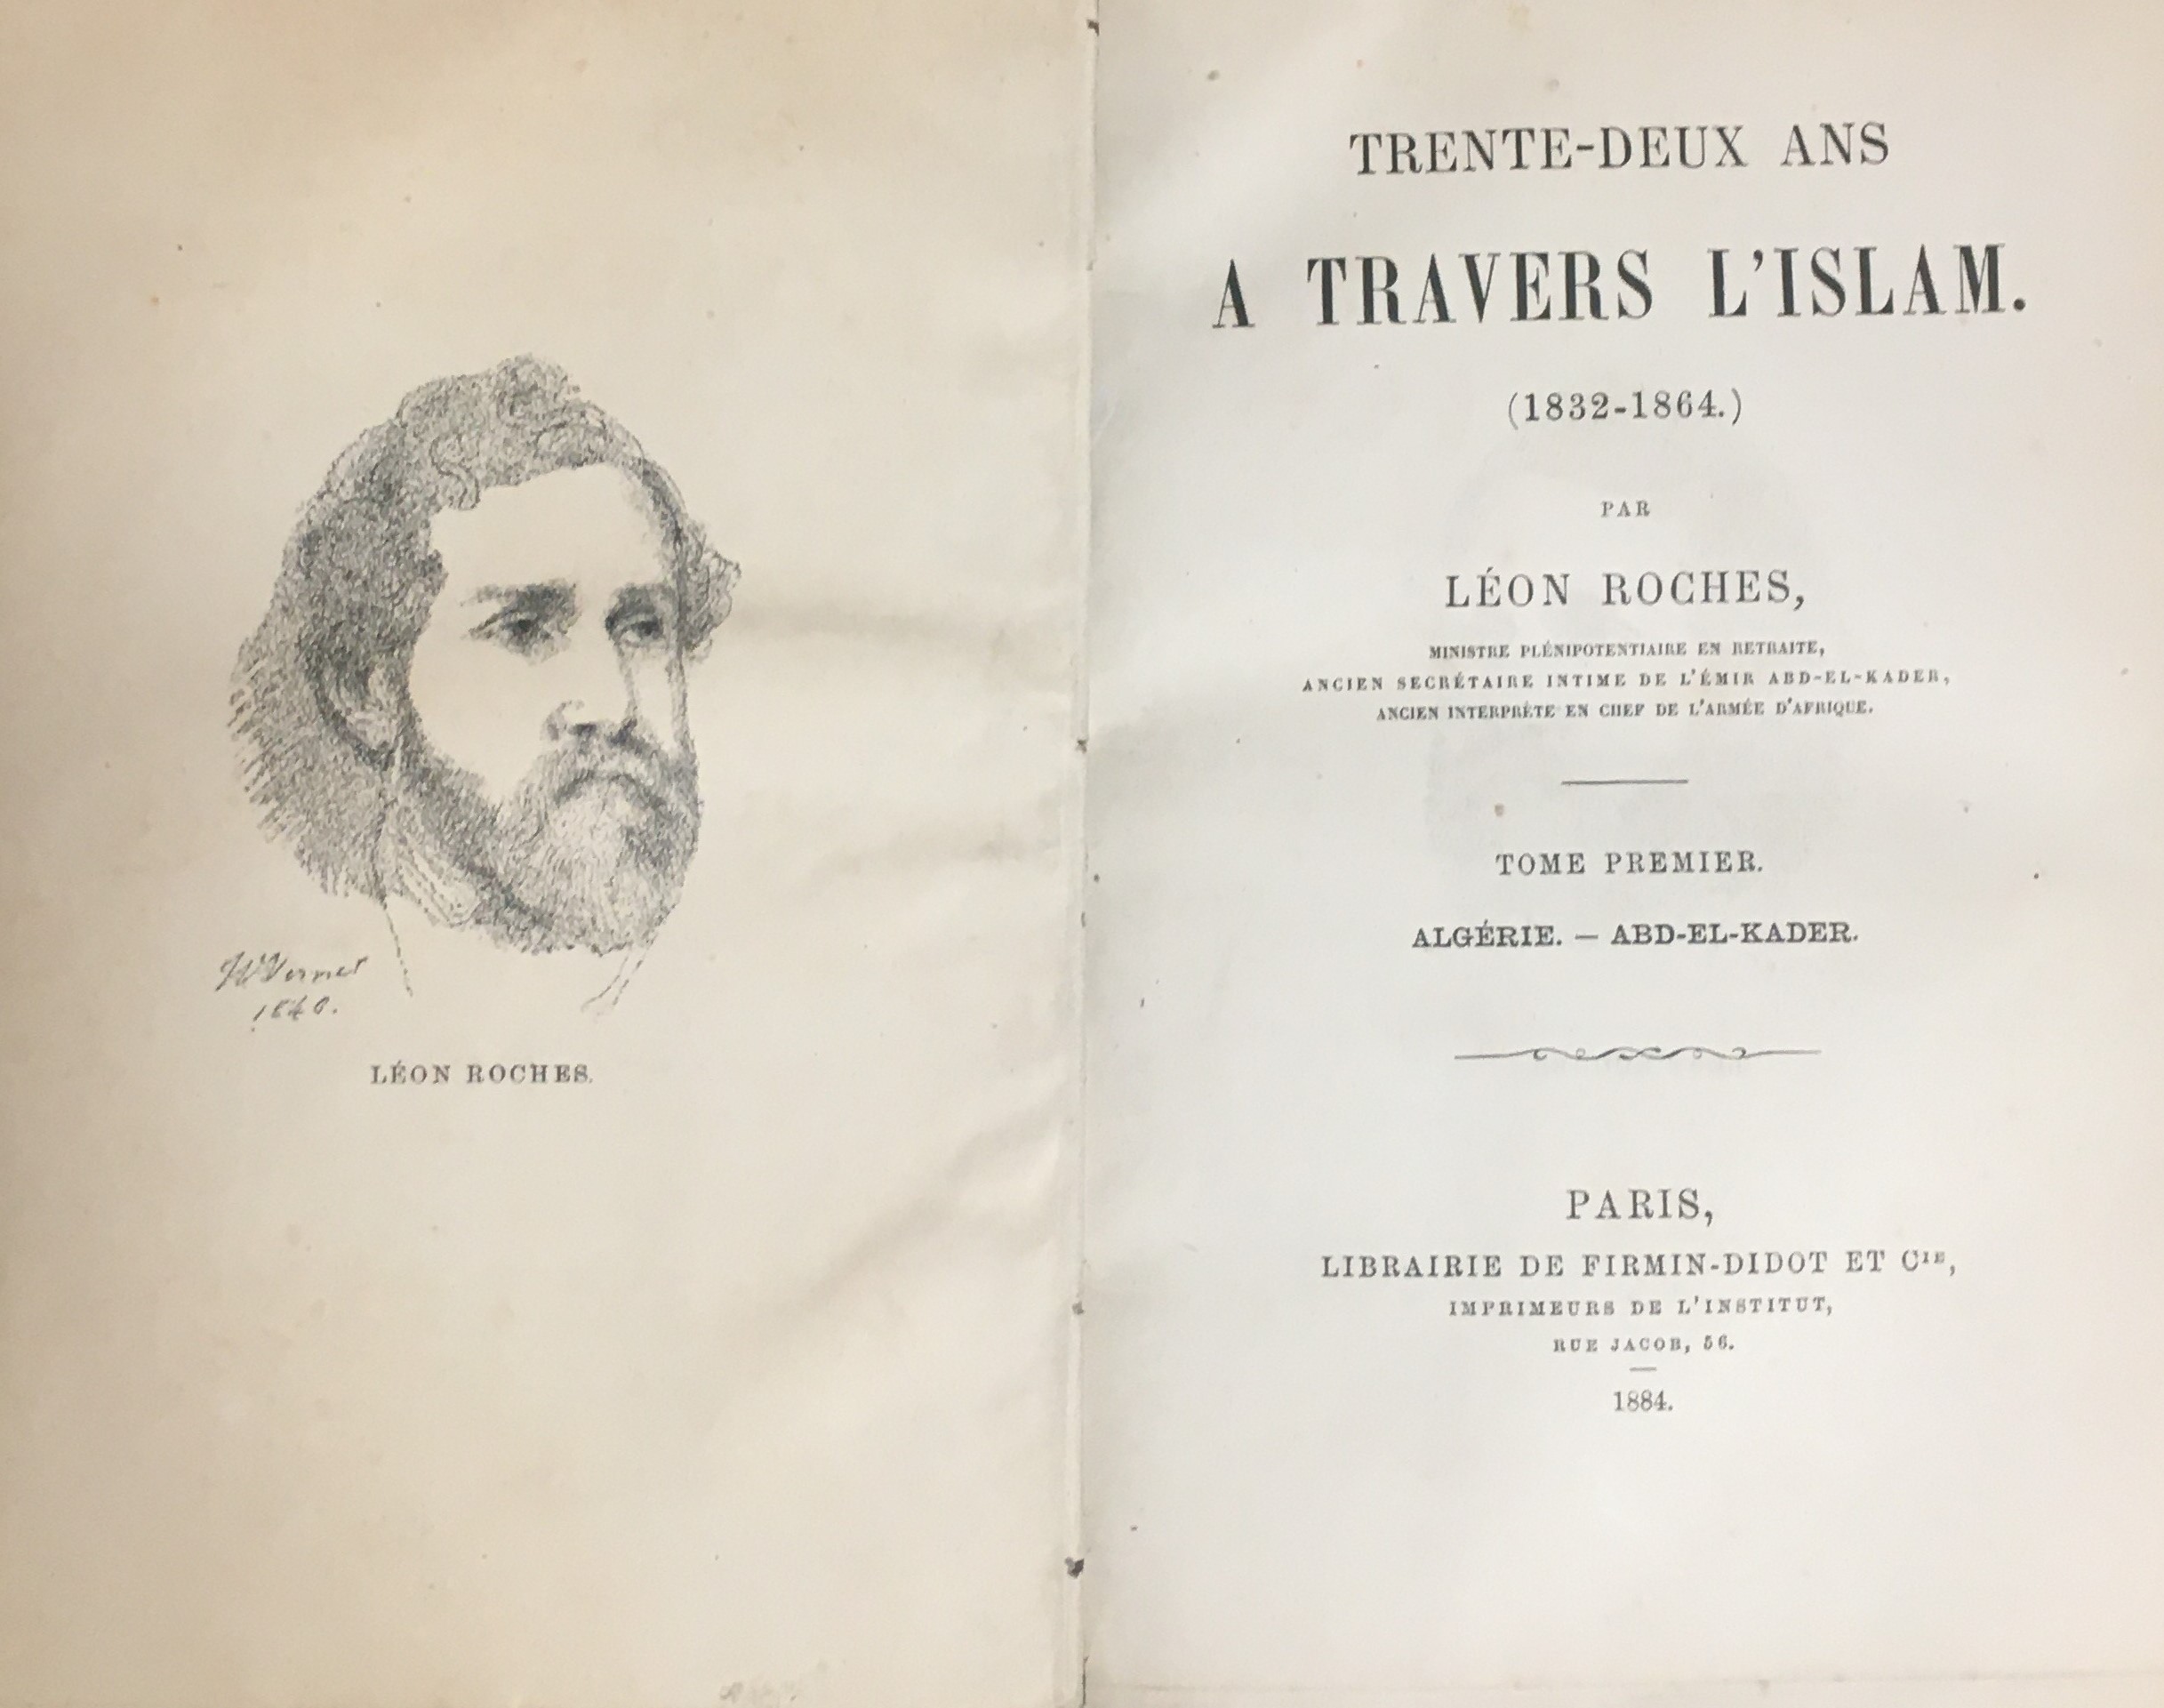 H Vernet
1840.
LÉON ROCHES.
TRENTE-DEUX ANS
A TRAVERS L'ISLAM.
(1832-1864.)
PAR
LÉON ROCHES,
MINISTRE PLÉNIPOTENTIAIRE EN RETRAITE,
ANCIEN SECRÉTAIRE INTIME DE L'ÉMIR ABD-EL-KADER,
ANCIEN INTERPRÈTE EN CHEF DE L'ARMÉE D'AFRIQUE.
TOME PREMIER.
ALGÉRIE. — ABD-EL-KADER.
PARIS,
LIBRAIRIE DE FIRMIN-DIDOT ET CIE,
IMPRIMEURS DE L'INSTITUT,
RUE JACOB, 56.
1884.